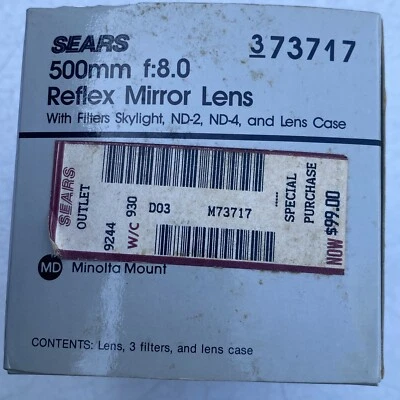 SEARS 373717
500mm f:8.0
Reflex Mirror Lens
With Filters Skylight, ND-2, ND-4, and Lens Case
SEARS
OUTLET
9244
W/C 930
D03 M73717
SPECIAL
PURCHASE
NOW $99.00
MD Minolta Mount
CONTENTS: Lens, 3 filters, and lens case